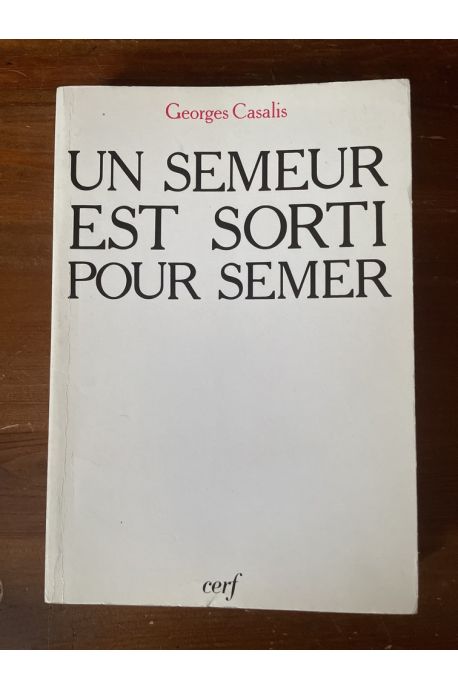 Georges Casalis
UN SEMEUR
EST SORTI
POUR SEMER
cerf